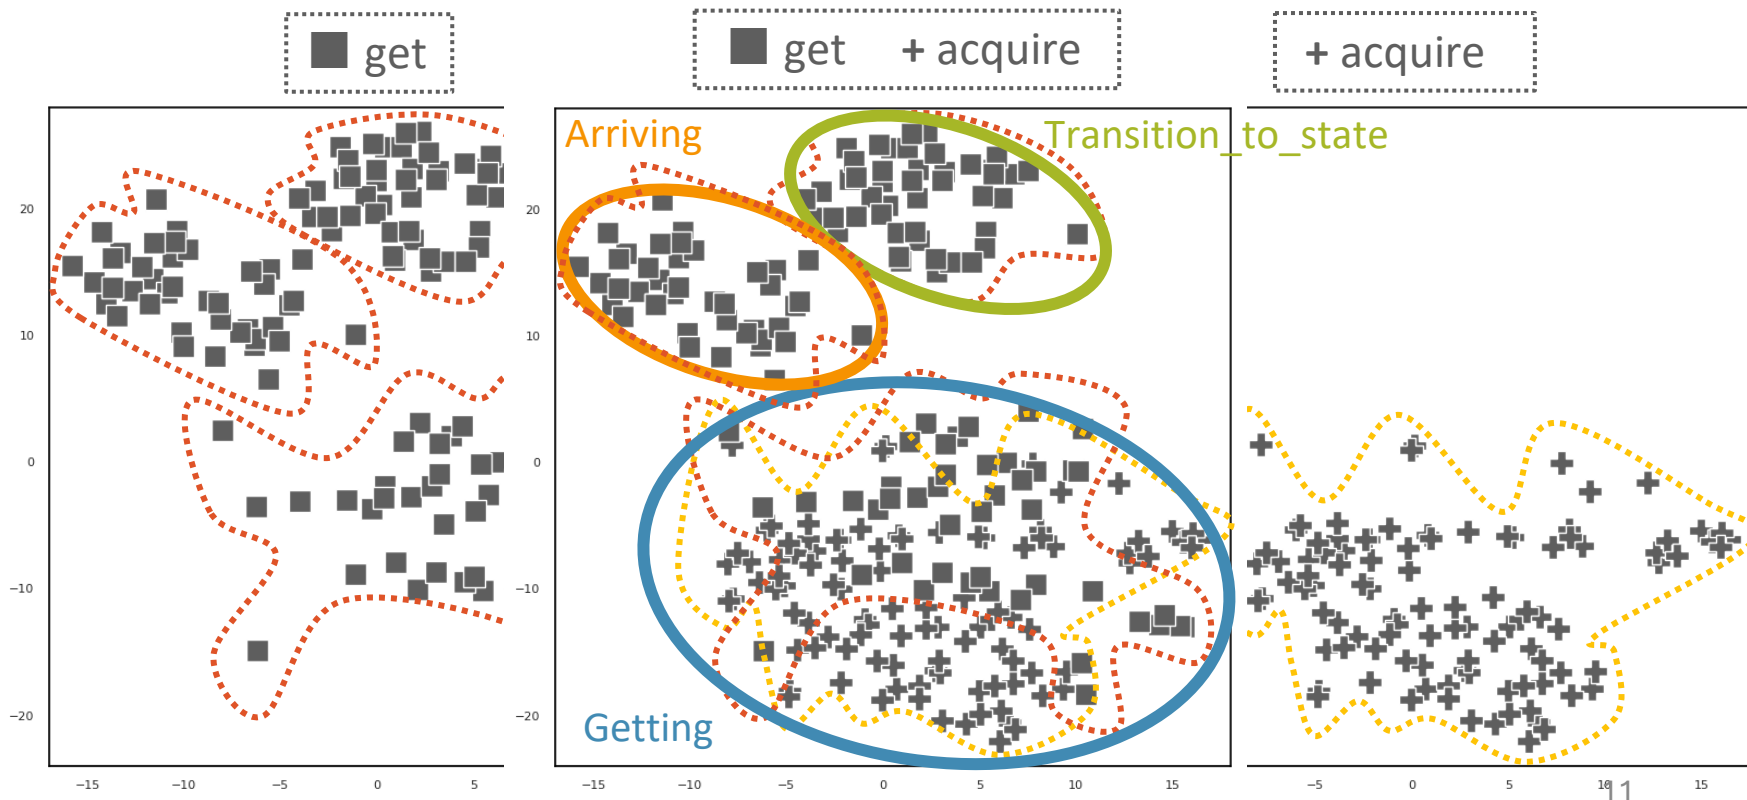 get
get + acquire
+ acquire
Arriving
Transition_to_state
Getting
20
10
0
−10
−20
−15 −10 −5 0 5
20
10
0
−10
−20
−15 −10 −5 0 5 10 15
−5 0 5 10 15
11